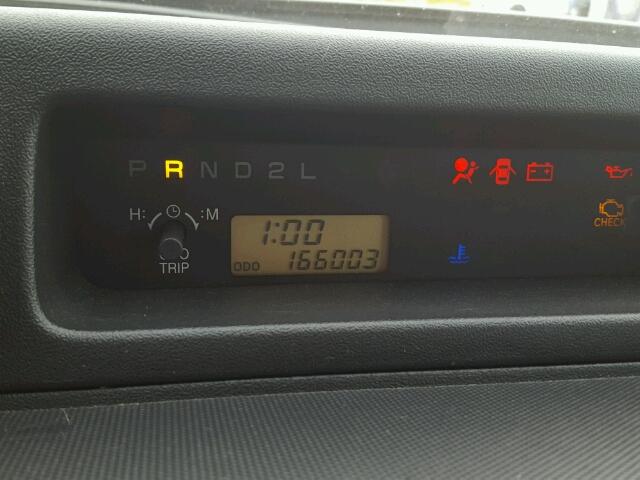 P R N D 2 L
H: :M
1:00
CHECK
ODO 166003
TRIP